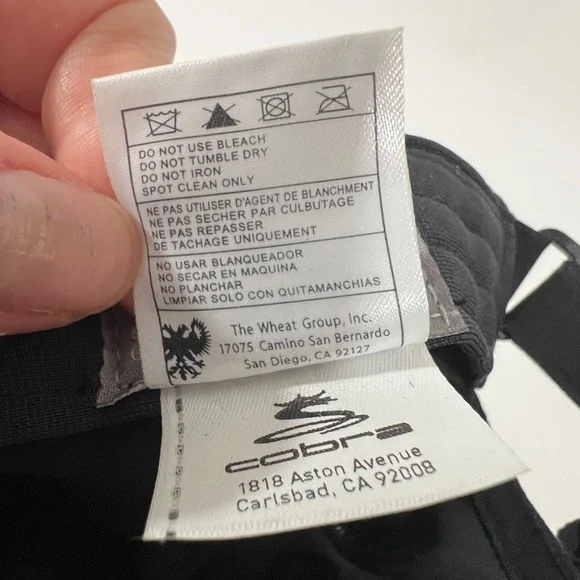 DO NOT USE BLEACH
DO NOT TUMBLE DRY
DO NOT IRON
SPOT CLEAN ONLY
NE PAS UTILISER D'AGENT DE BLANCHMENT
NE PAS SECHER PAR CULBUTAGE
NE PAS REPASSER
DE TACHAGE UNIQUEMENT
NO USAR BLANQUEADOR
NO SECAR EN MAQUINA
NO PLANCHAR
LIMPIAR SOLO CON QUITAMANCHIAS
The Wheat Group, Inc.
17075 Camino San Bernardo
San Diego, CA 92127
cobra
1818 Aston Avenue
Carlsbad, CA 92008